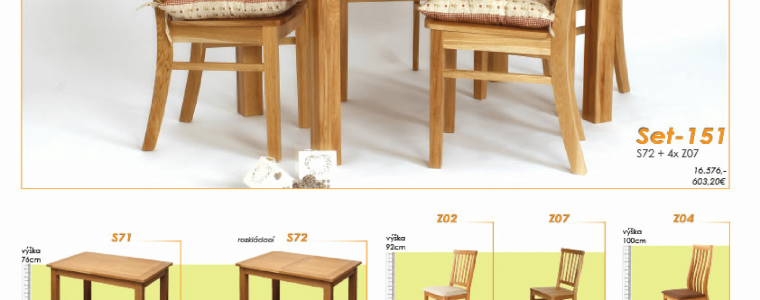 Set-151
S72 + 4x Z07
16.576,-
603,20€
S71
rozkládací S72
Z02
Z07
Z04
výška
76cm
výška
92cm
výška
100cm